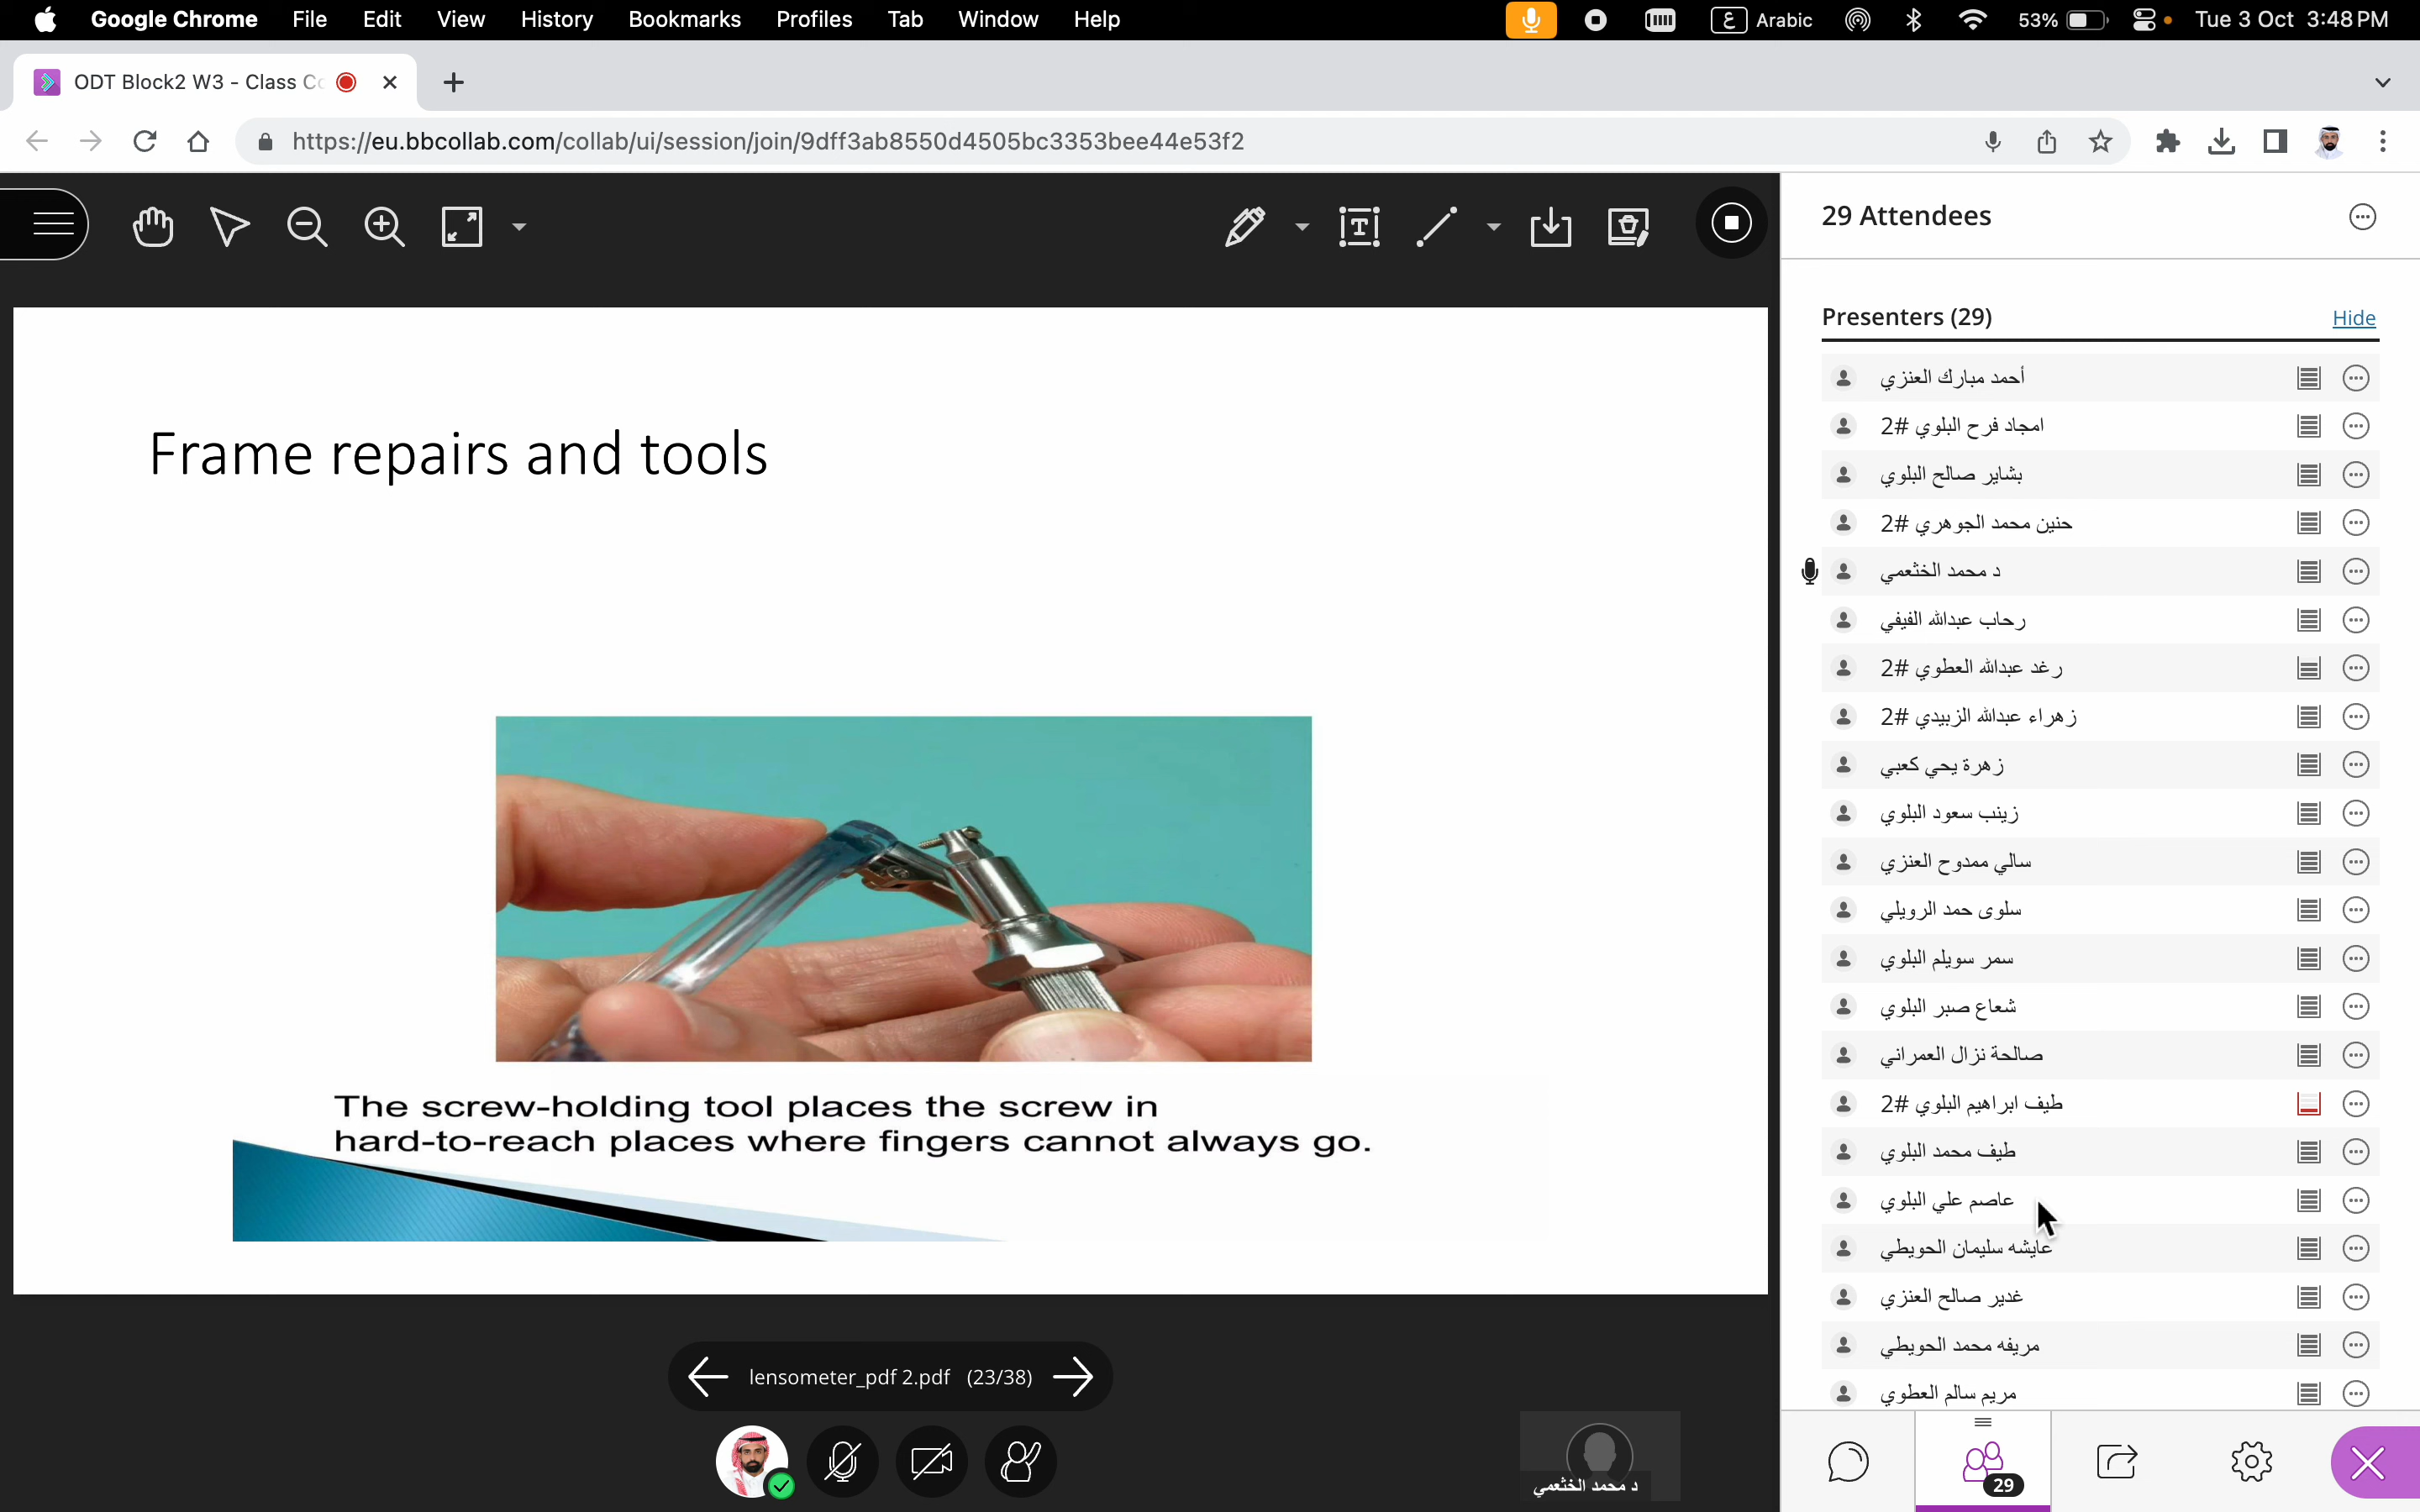 Google Chrome File Edit View History Bookmarks Profiles Tab Window Help ع Arabic 53% Tue 3 Oct 3:48 PM
ODT Block2 W3 - Class Co
https://eu.bbcollab.com/collab/ui/session/join/9dff3ab8550d4505bc3353bee44e53f2
29 Attendees
Presenters (29) Hide
أحمد مبارك العنزي
امجاد فرح البلوي #2
بشاير صالح البلوي
حنين محمد الجوهري #2
د محمد الخثعمي
رحاب عبدالله الفيفي
رغد عبدالله العطوي #2
زهراء عبدالله الزبيدي #2
زهرة يحي كعبي
زينب سعود البلوي
سالي ممدوح العنزي
سلوى حمد الرويلي
سمر سويلم البلوي
شعاع صبر البلوي
صالحة نزال العمراني
طيف ابراهيم البلوي #2
طيف محمد البلوي
عاصم علي البلوي
عايشه سليمان الحويطي
غدير صالح العنزي
مريفه محمد الحويطي
مريم سالم العطوي
29
Frame repairs and tools
The screw-holding tool places the screw in
hard-to-reach places where fingers cannot always go.
lensometer_pdf 2.pdf (23/38)
د محمد الخثعمي